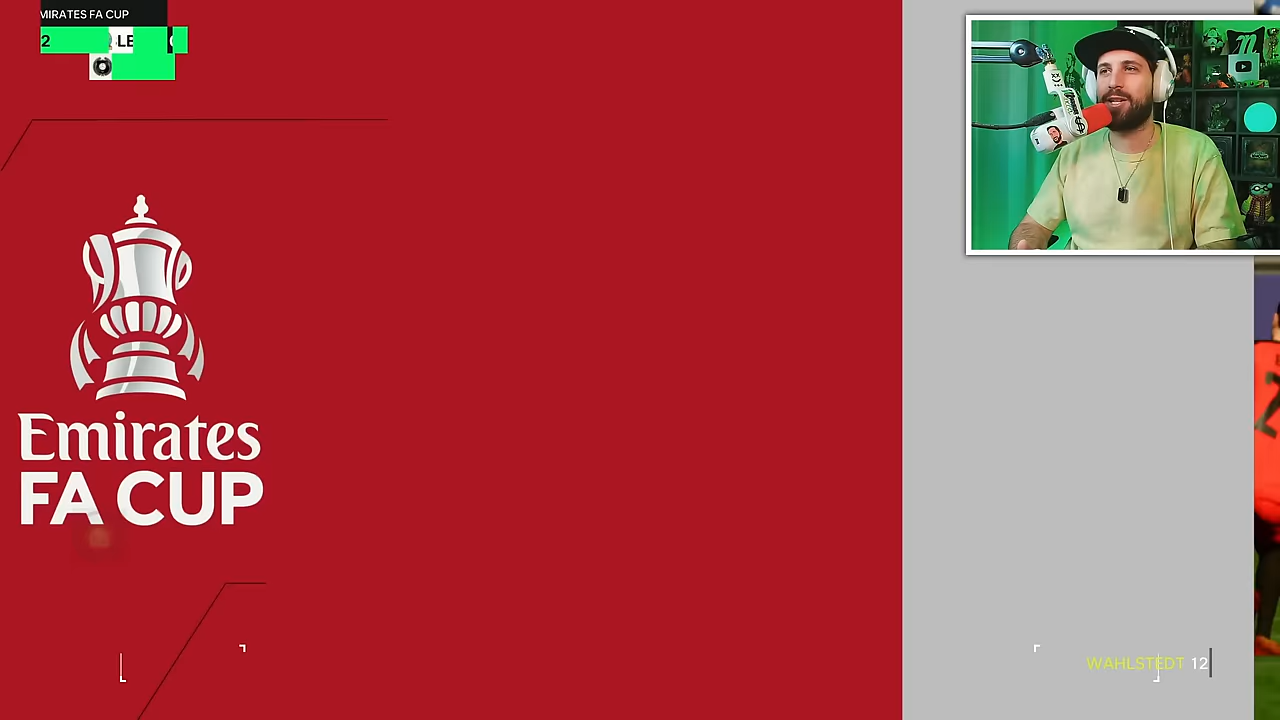 MIRATES FA CUP
2 LE
Emirates
FA CUP
WAHLSTEDT 12